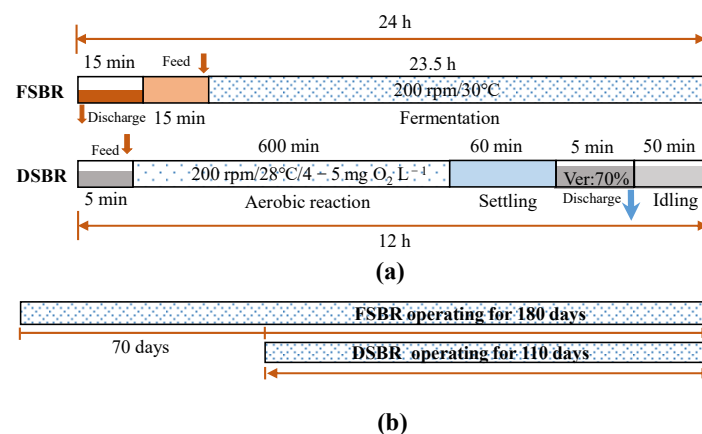 24 h
15 min Feed 23.5 h
FSBR 200 rpm/30℃
Discharge 15 min Fermentation
Feed 600 min 60 min 5 min 50 min
DSBR 200 rpm/28℃/4 – 5 mg O₂ L⁻¹ Ver:70%
5 min Aerobic reaction Settling Discharge Idling
12 h
(a)
FSBR operating for 180 days
70 days
DSBR operating for 110 days
(b)